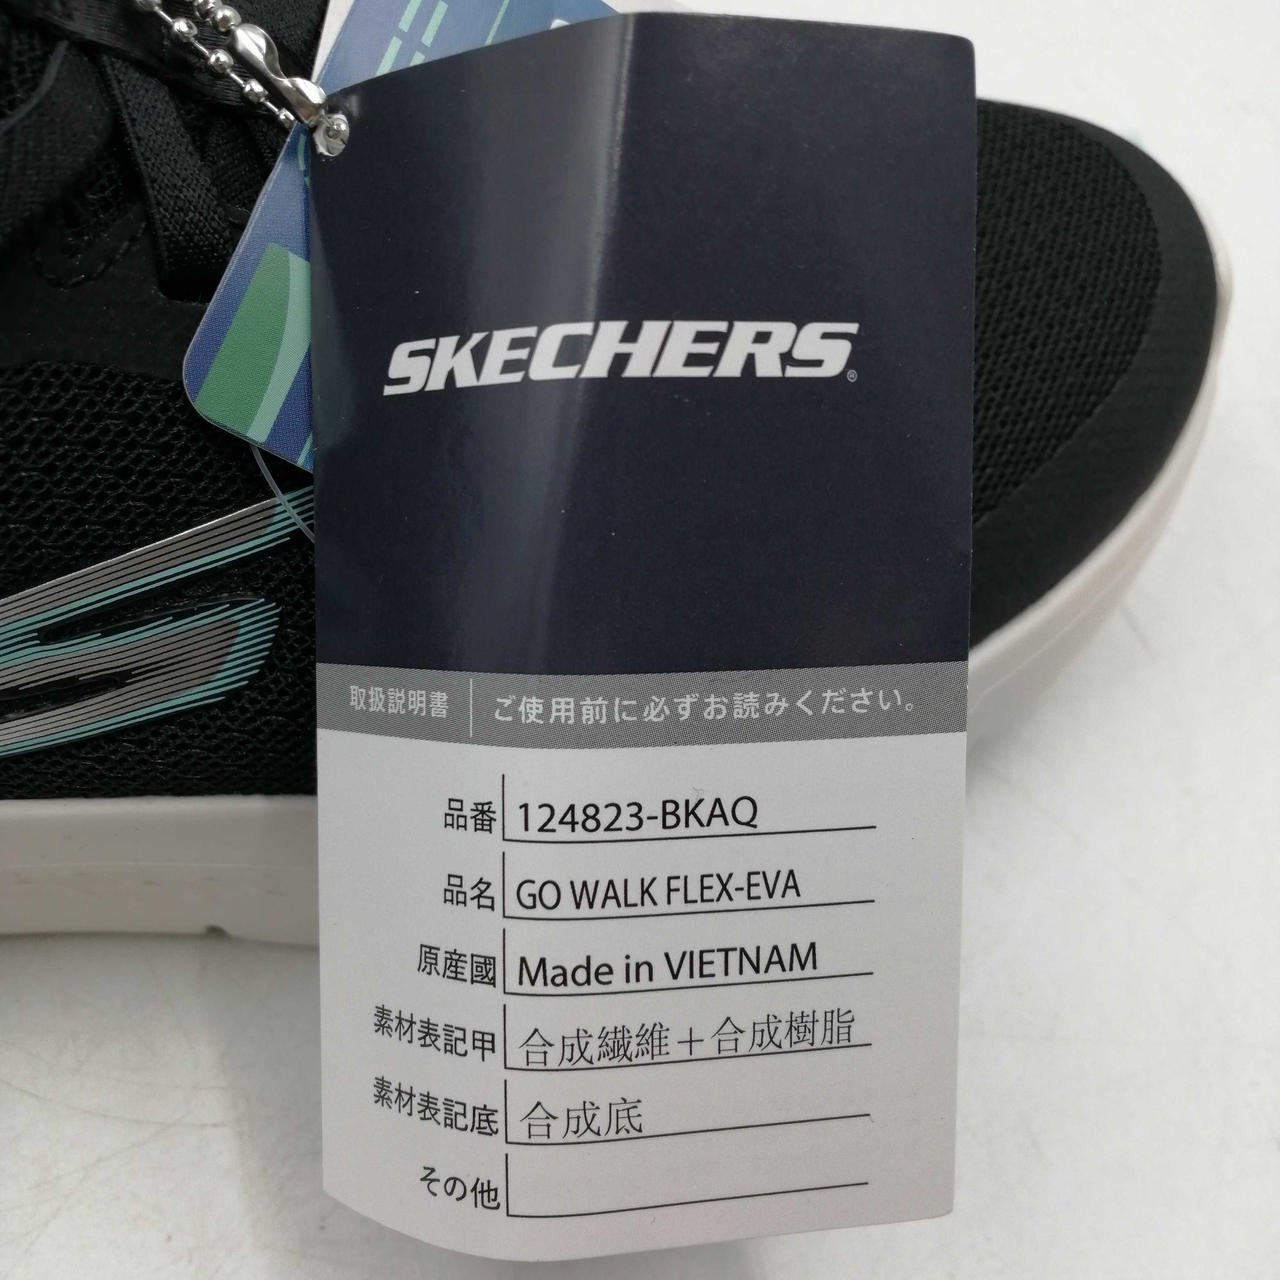 SKECHERS®
取扱説明書 ご使用前に必ずお読みください。
品番 124823-BKAQ
品名 GO WALK FLEX-EVA
原産國 Made in VIETNAM
素材表記甲 合成繊維+合成樹脂
素材表記底 合成底
その他